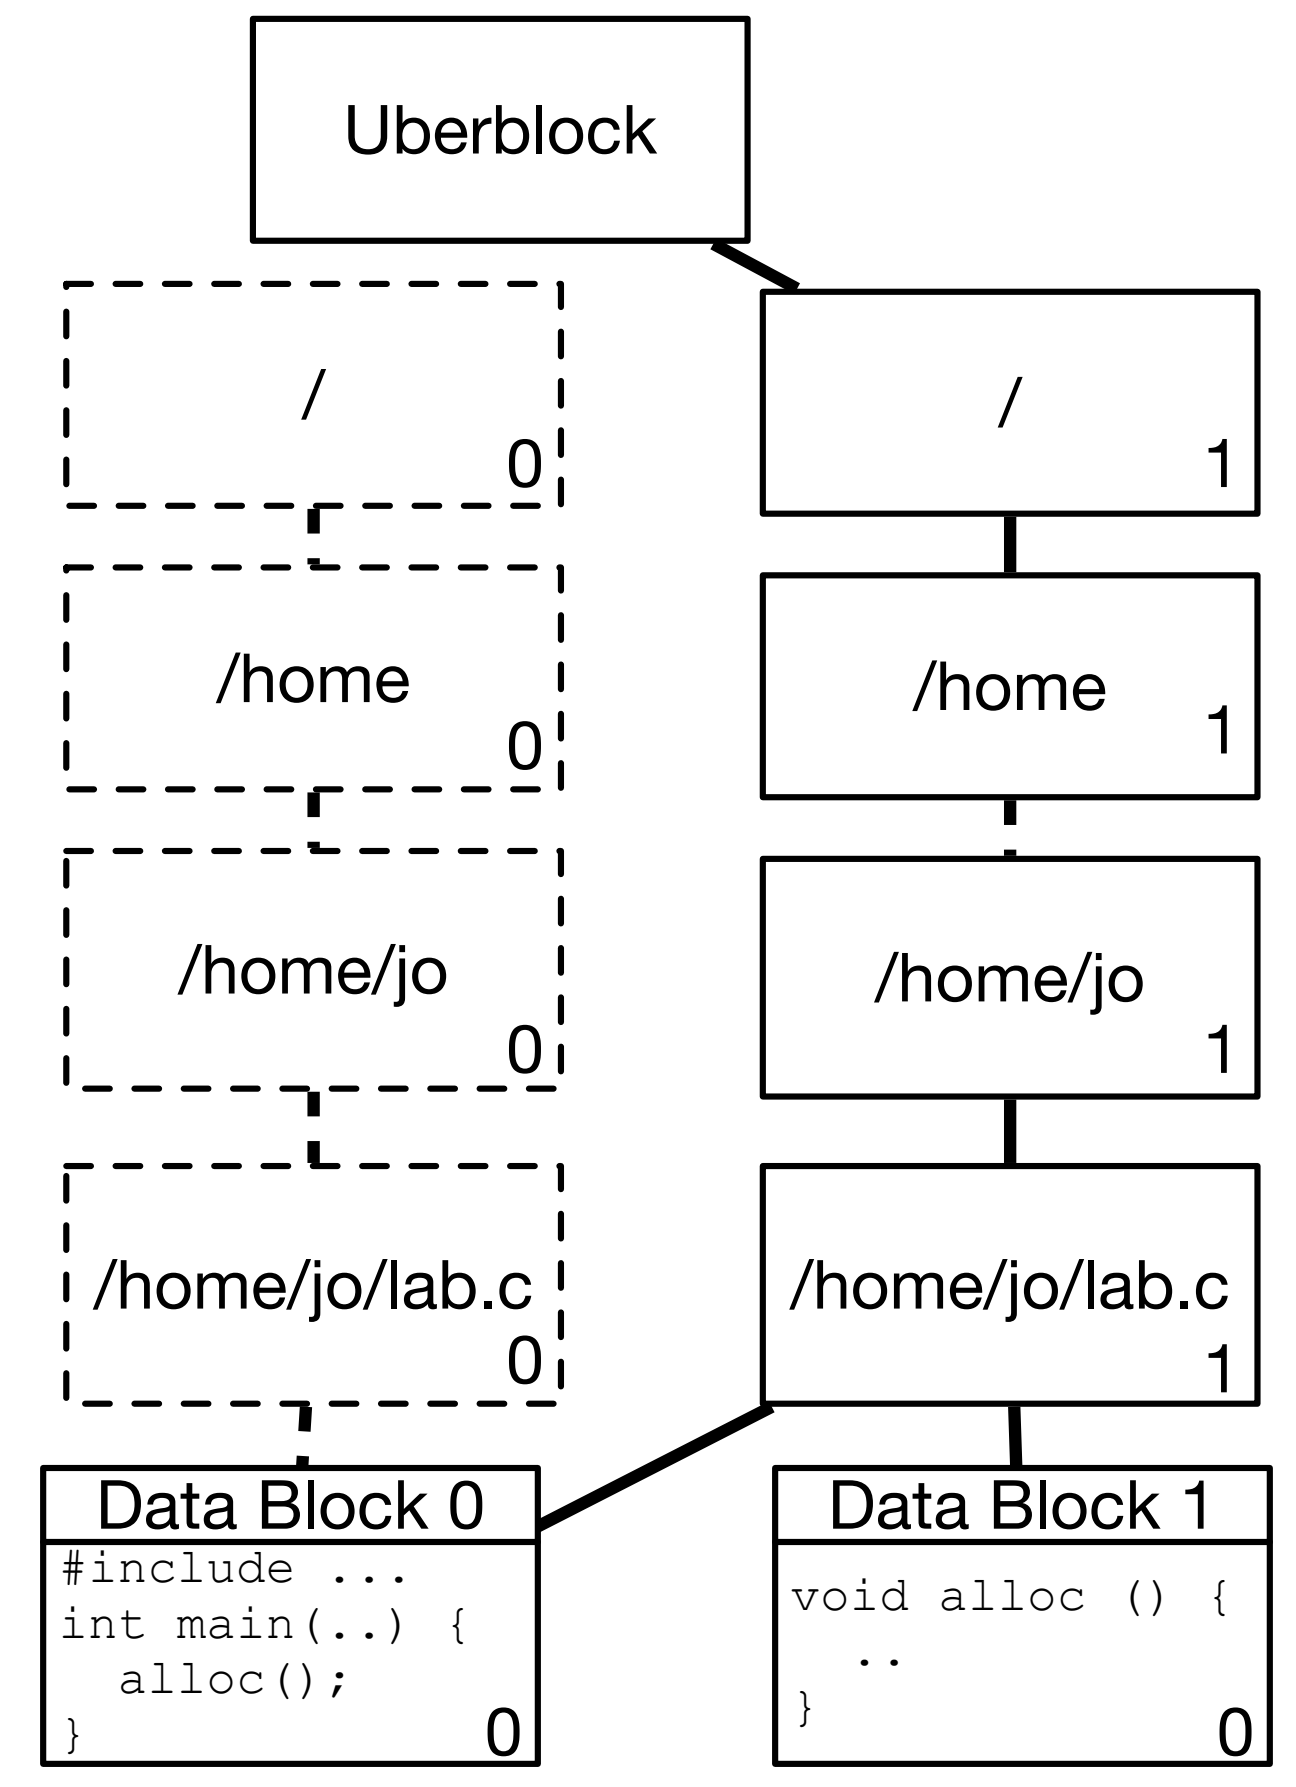 Uberblock
/
0
/
1
/home
0
/home
1
/home/jo
0
/home/jo
1
/home/jo/lab.c
0
/home/jo/lab.c
1
Data Block 0
#include ...
int main(..) {
  alloc();
}
0
Data Block 1
void alloc () {
  ..
}
0